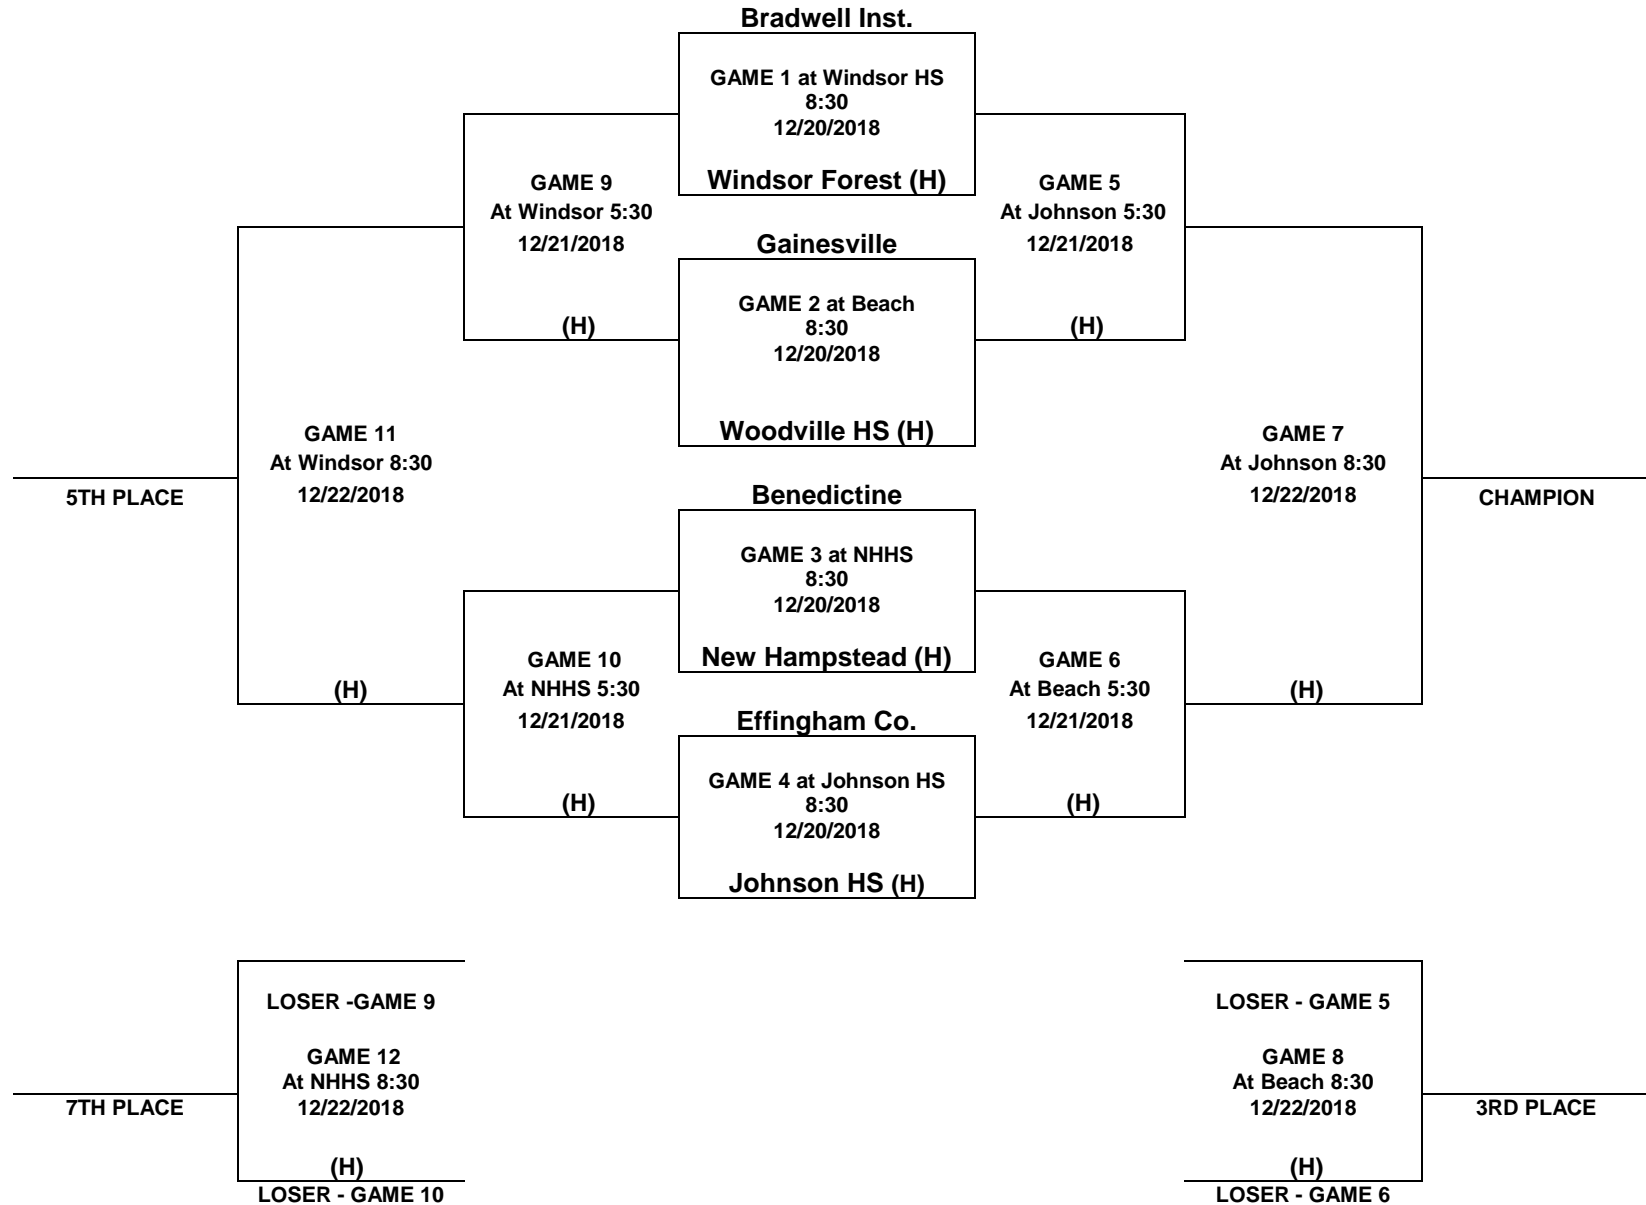 Bradwell Inst.
GAME 1 at Windsor HS
8:30
12/20/2018
Windsor Forest (H)
GAME 9
At Windsor 5:30
12/21/2018
(H)
GAME 5
At Johnson 5:30
12/21/2018
(H)
Gainesville
GAME 2 at Beach
8:30
12/20/2018
Woodville HS (H)
GAME 11
At Windsor 8:30
12/22/2018
(H)
5TH PLACE
GAME 7
At Johnson 8:30
12/22/2018
(H)
CHAMPION
Benedictine
GAME 3 at NHHS
8:30
12/20/2018
New Hampstead (H)
GAME 10
At NHHS 5:30
12/21/2018
(H)
GAME 6
At Beach 5:30
12/21/2018
(H)
Effingham Co.
GAME 4 at Johnson HS
8:30
12/20/2018
Johnson HS (H)
LOSER -GAME 9
GAME 12
At NHHS 8:30
12/22/2018
7TH PLACE
(H)
LOSER - GAME 10
LOSER - GAME 5
GAME 8
At Beach 8:30
12/22/2018
3RD PLACE
(H)
LOSER - GAME 6